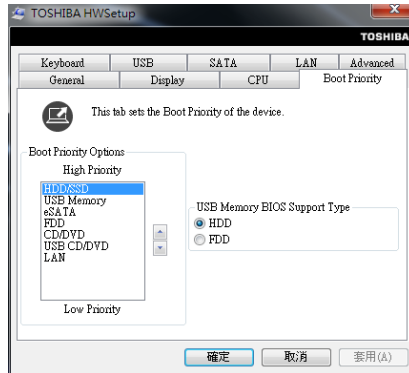 TOSHIBA HWSetup
TOSHIBA
Keyboard USB SATA LAN Advanced
General Display CPU Boot Priority
This tab sets the Boot Priority of the device.
Boot Priority Options
High Priority
HDD/SSD
USB Memory
eSATA
FDD
CD/DVD
USB CD/DVD
LAN
Low Priority
USB Memory BIOS Support Type
HDD
FDD
確定 取消 套用(A)